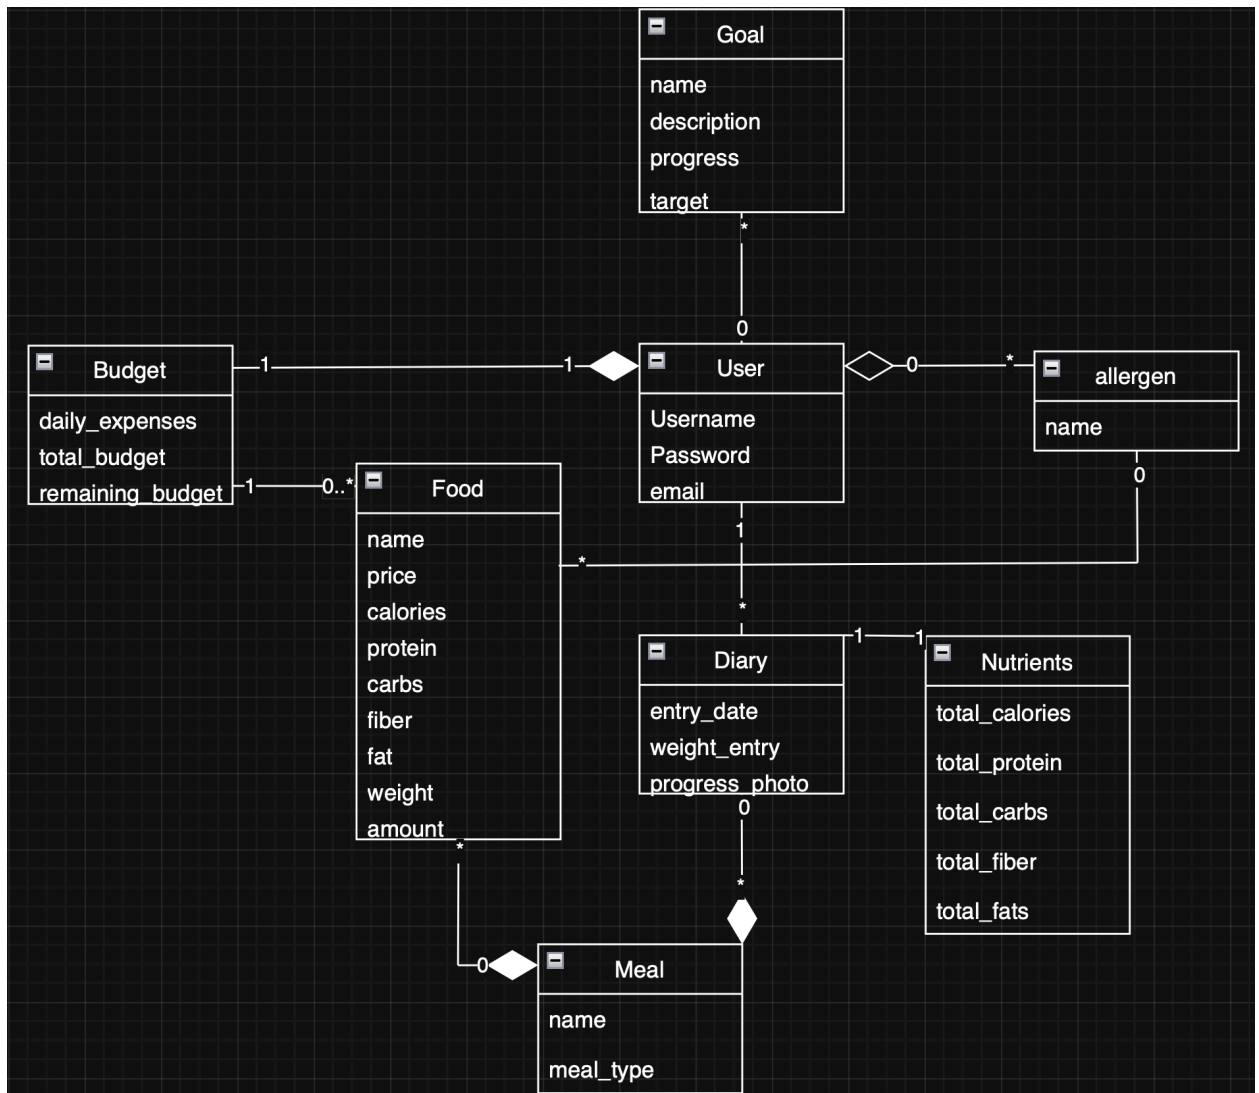 Goal
name
description
progress
target
*
0
Budget
daily_expenses
total_budget
remaining_budget
1
1
User
Username
Password
email
0
*
allergen
name
0
1
0..*
Food
name
price
calories
protein
carbs
fiber
fat
weight
amount
*
1
*
Diary
entry_date
weight_entry
progress_photo
1
1
Nutrients
total_calories
total_protein
total_carbs
total_fiber
total_fats
0
*
*
0
Meal
name
meal_type